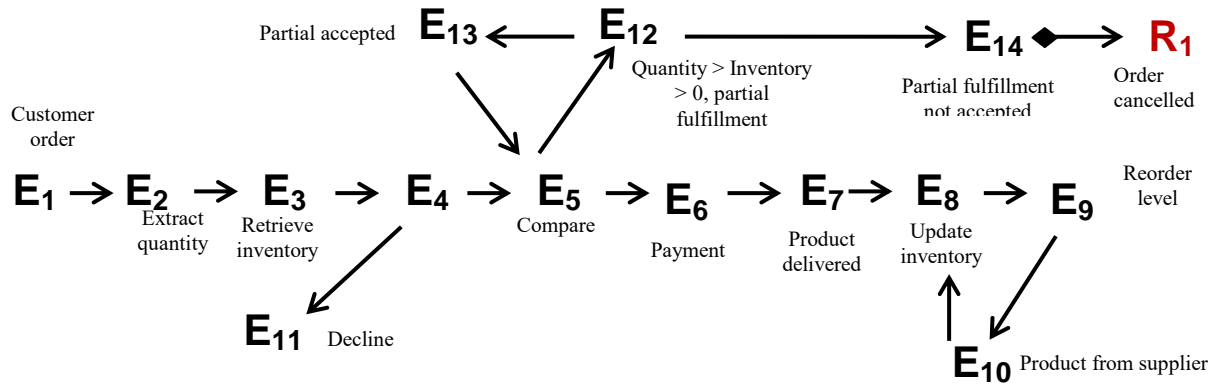 Partial accepted E13 E12 E14 R1
Quantity > Inventory
> 0, partial
fulfillment
Partial fulfillment
not accepted
Order
cancelled
Customer
order
E1 E2 E3 E4 E5 E6 E7 E8 E9
Extract
quantity
Retrieve
inventory
Compare
Payment
Product
delivered
Update
inventory
Reorder
level
E11 Decline
E10 Product from supplier